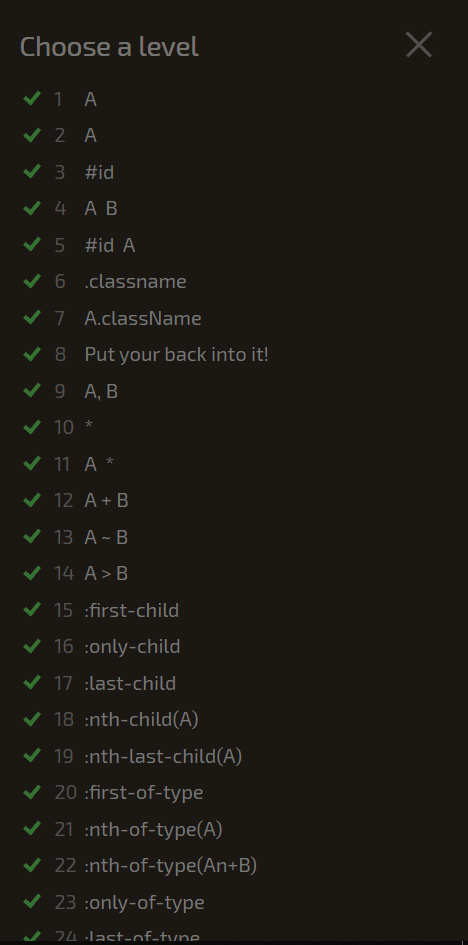 Choose a level
1 A
2 A
3 #id
4 A B
5 #id A
6 .classname
7 A.className
8 Put your back into it!
9 A, B
10 *
11 A *
12 A + B
13 A ~ B
14 A > B
15 :first-child
16 :only-child
17 :last-child
18 :nth-child(A)
19 :nth-last-child(A)
20 :first-of-type
21 :nth-of-type(A)
22 :nth-of-type(An+B)
23 :only-of-type
24 :last-of-type